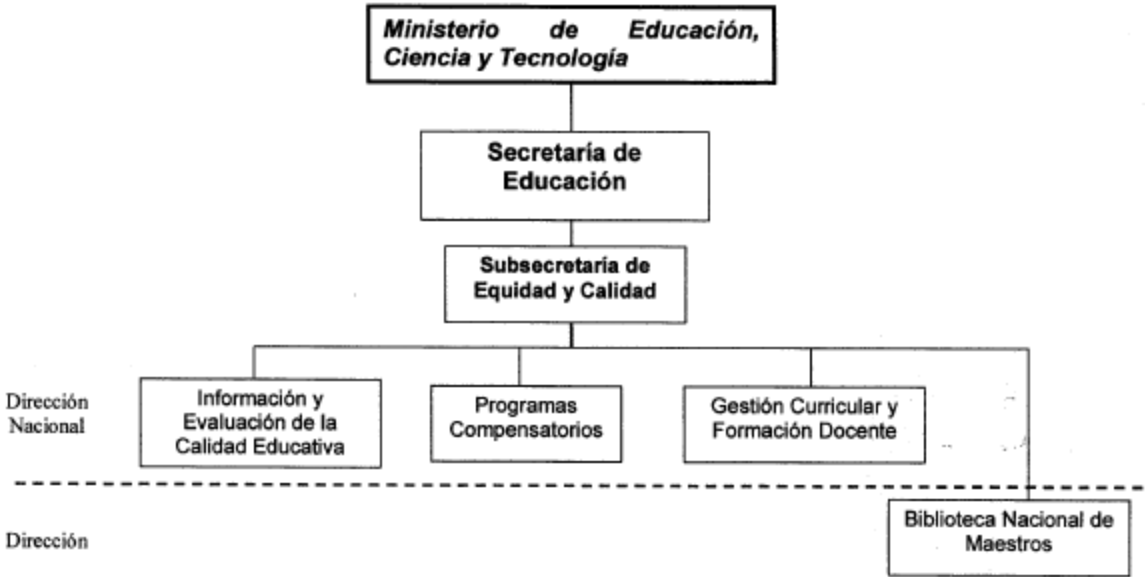 Ministerio de Educación,
Ciencia y Tecnología
Secretaría de
Educación
Subsecretaría de
Equidad y Calidad
Dirección
Nacional
Información y
Evaluación de la
Calidad Educativa
Programas
Compensatorios
Gestión Curricular y
Formación Docente
Dirección
Biblioteca Nacional de
Maestros